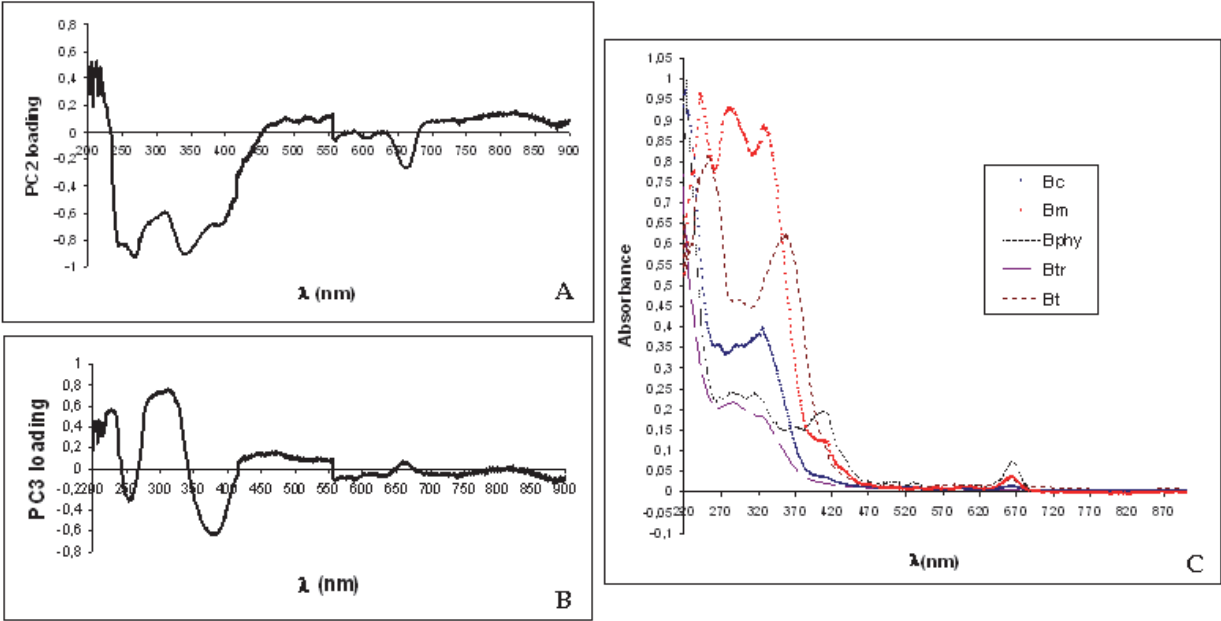 1
0,8
0,6
0,4
0,2
0
-0,2
-0,4
-0,6
-0,8
-1
PC2 loading
200 250 300 350 400 450 500 550 600 650 700 750 800 850 900
λ (nm)
A
1
0,8
0,6
0,4
0,2
0
-0,2
-0,4
-0,6
-0,8
PC3 loading
200 250 300 350 400 450 500 550 600 650 700 750 800 850 900
λ (nm)
B
1,05
1
0,95
0,9
0,85
0,8
0,75
0,7
0,65
0,6
0,55
0,5
0,45
0,4
0,35
0,3
0,25
0,2
0,15
0,1
0,05
0
-0,05
-0,1
Absorbance
220 270 320 370 420 470 520 570 620 670 720 770 820 870
λ(nm)
Bc
Bm
Bphy
Btr
Bt
C